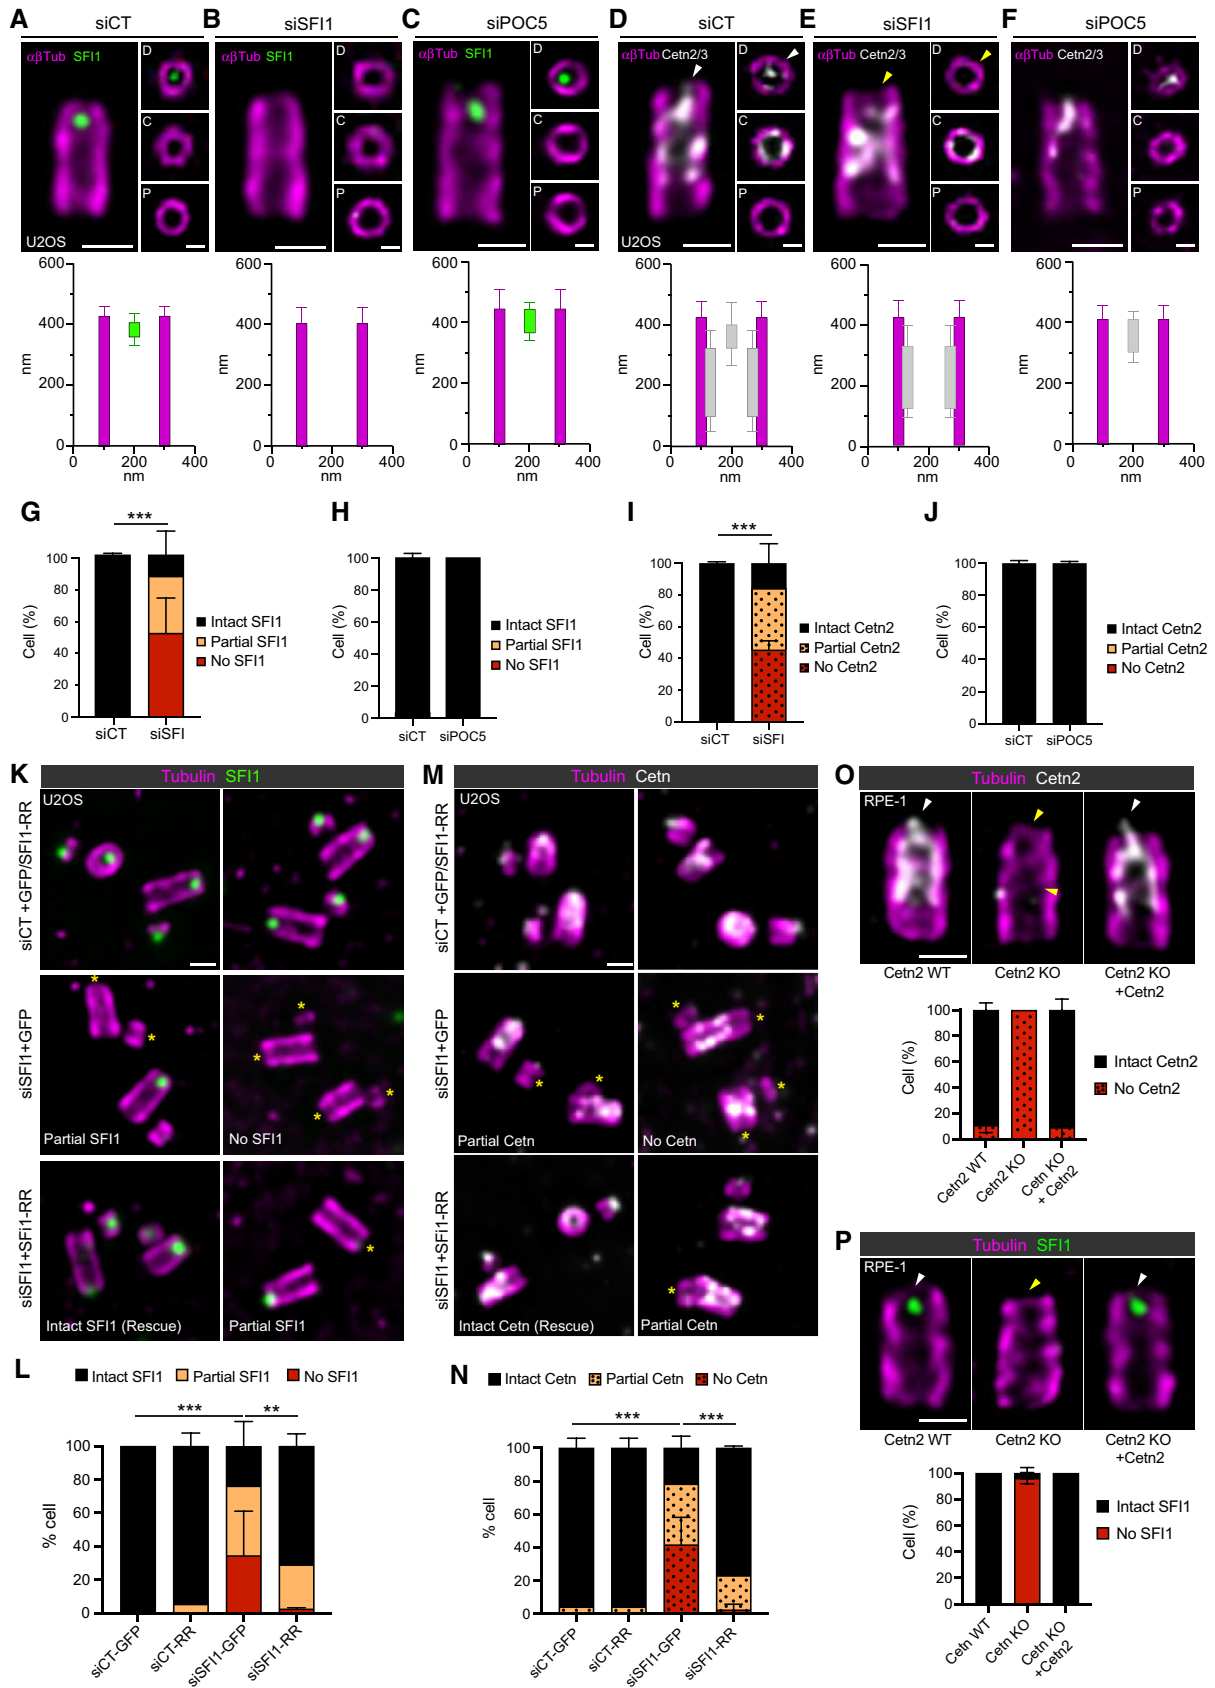 A siCT B siSFI1 C siPOC5 D siCT E siSFI1 F siPOC5
αβTub SFI1 D αβTub SFI1 D αβTub SFI1 D αβTub Cetn2/3 D αβTub Cetn2/3 D αβTub Cetn2/3 D
C C C C C C
P P P P P P
U2OS U2OS
600 600 600 600 600 600
400 400 400 400 400 400
nm nm nm nm nm nm
200 200 200 200 200 200
0 0 0 0 0 0
0 200 400 0 200 400 0 200 400 0 200 400 0 200 400 0 200 400
nm nm nm nm nm nm
G
***
100
80
60
40
20
0
Cell (%)
siCT siSFI
Intact SFI1
Partial SFI1
No SFI1
H
100
80
60
40
20
0
Cell (%)
siCT siPOC5
Intact SFI1
Partial SFI1
No SFI1
I
***
100
80
60
40
20
0
Cell (%)
siCT siSFI
Intact Cetn2
Partial Cetn2
No Cetn2
J
100
80
60
40
20
0
Cell (%)
siCT siPOC5
Intact Cetn2
Partial Cetn2
No Cetn2
K Tubulin SFI1
U2OS
siCT +GFP/SFI1-RR
siSFI1+GFP
* * * * * *
Partial SFI1 No SFI1
siSFI1+SFi1-RR
*
Intact SFI1 (Rescue) Partial SFI1
M Tubulin Cetn
U2OS
siCT +GFP/SFI1-RR
siSFI1+GFP
* * * * * *
Partial Cetn No Cetn
siSFI1+SFi1-RR
*
Intact Cetn (Rescue) Partial Cetn
O Tubulin Cetn2
RPE-1
Cetn2 WT Cetn2 KO Cetn2 KO
+Cetn2
100
80
60
40
20
0
Cell (%)
Intact Cetn2
No Cetn2
Cetn2 WT
Cetn2 KO
Cetn KO
+ Cetn2
P Tubulin SFI1
RPE-1
Cetn2 WT Cetn2 KO Cetn2 KO
+Cetn2
100
80
60
40
20
0
Cell (%)
Intact SFI1
No SFI1
Cetn WT
Cetn KO
Cetn KO
+Cetn2
L Intact SFI1 Partial SFI1 No SFI1
*** **
100
80
60
40
20
0
% cell
siCT-GFP
siCT-RR
siSFI1-GFP
siSFI1-RR
N Intact Cetn Partial Cetn No Cetn
*** ***
100
80
60
40
20
0
% cell
siCT-GFP
siCT-RR
siSFI1-GFP
siSFI1-RR